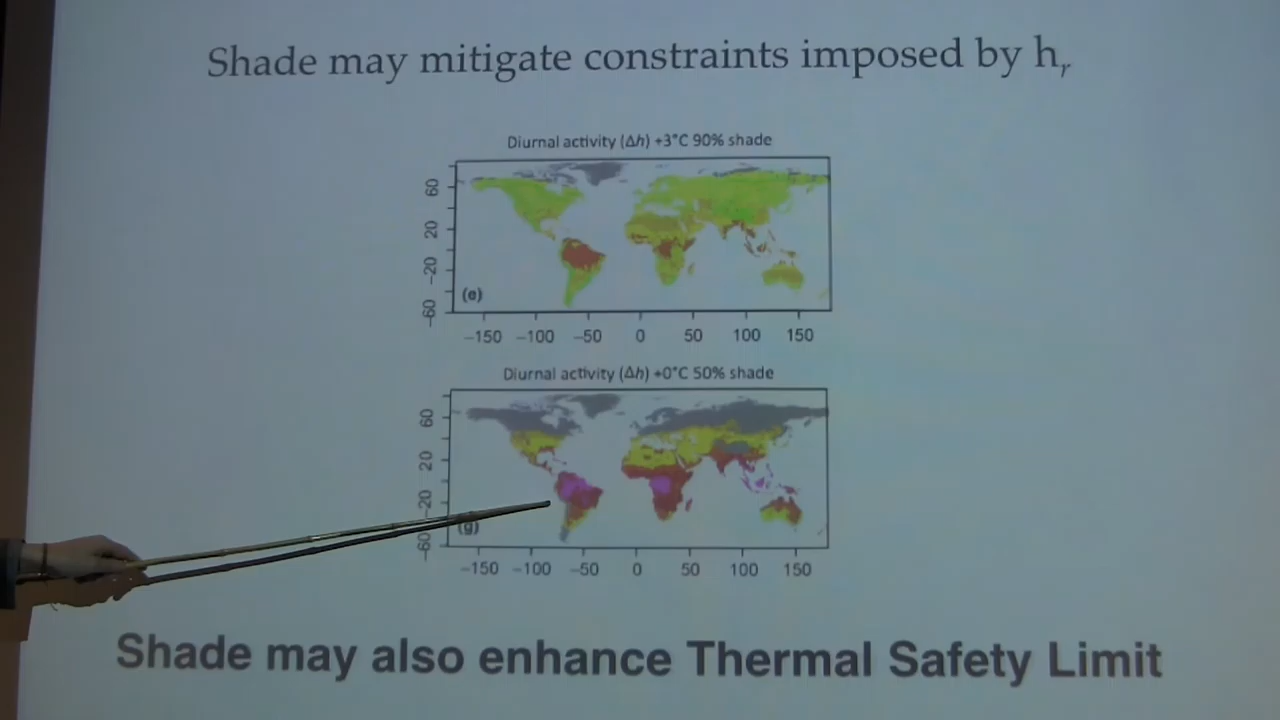 Shade may mitigate constraints imposed by hr
Diurnal activity (Δh) +3°C 90% shade
60
20
−20
−60
(e)
−150 −100 −50 0 50 100 150
Diurnal activity (Δh) +0°C 50% shade
60
20
−20
−60
(g)
−150 −100 −50 0 50 100 150
Shade may also enhance Thermal Safety Limit